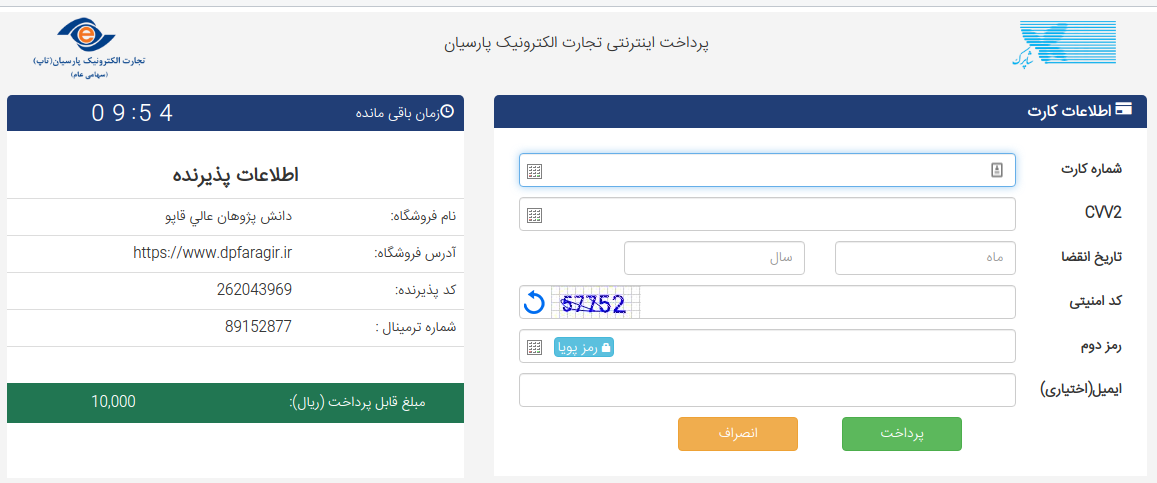 شاپرک
پرداخت اینترنتی تجارت الکترونیک پارسیان
تجارت الکترونیک پارسیان(تاپ)
(سهامی عام)
اطلاعات کارت
شماره کارت
CVV2
تاریخ انقضا
ماه
سال
کد امنیتی
57752
رمز دوم
رمز پویا
ایمیل(اختیاری)
پرداخت
انصراف
زمان باقی مانده
09:54
اطلاعات پذیرنده
نام فروشگاه: دانش پژوهان عالي قاپو
آدرس فروشگاه: https://www.dpfaragir.ir
کد پذیرنده: 262043969
شماره ترمینال : 89152877
مبلغ قابل پرداخت (ریال): 10,000